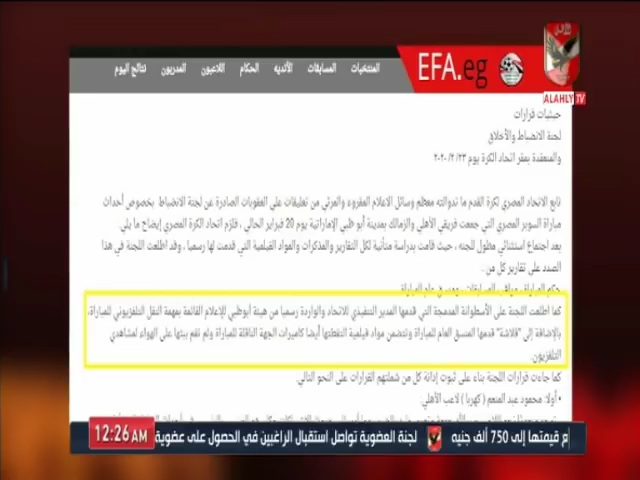 EFA.eg
المنتخبات المسابقات الأنديه الحكام اللاعبون المدربون نتائج اليوم
ALAHLY TV
حيثيات قرارات
لجنة الانضباط والأخلاق
والمنعقدة بمقر اتحاد الكرة يوم ٢٣/ ٢/ ٢٠٢٠
تابع الاتحاد المصري لكرة القدم ما تدوالته معظم وسائل الاعلام المقروء والمرئي من تعليقات على العقوبات الصادرة عن لجنة الانضباط. بخصوص أحداث
مباراة السوبر المصري التي جمعت فريقي الأهلي والزمالك بمدينة أبو ظبي الإماراتية يوم 20 فبراير الحالي ، فلزم اتحاد الكرة المصري إيضاح ما يلي.
بعد اجتماع استثنائي مطول للجنه ، حيث قامت بدراسة متأنية لكل التقارير والمذكرات والمواد الفيلمية التي قدمت لها رسميا ، وقد اطلعت اللجنة في هذا
الصدد على تقارير كل من..
كما اطلعت اللجنة على الأسطوانة المدمجة التي قدمها المدير التنفيذي للاتحاد والواردة رسميا من هيئة أبوظبي للإعلام القائمة بمهمة النقل التلفزيوني للمباراة،
بالإضافة إلى "فلاشة" قدمها المنسق العام للمباراة وتتضمن مواد فيلمية التقطتها أيضا كاميرات الجهة الناقلة للمباراة ولم تقم ببثها على الهواء لمشاهدي
التلفزيون.
كما جاءت قرارات اللجنة بناء على ثبوت إدانة كل من شملتهم القرارات على النحو التالي.
• أولا: محمود عبد المنعم ( كهربا ) لاعب الأهلي.
م قيمتها إلى 750 ألف جنيه لجنة العضوية تواصل استقبال الراغبين في الحصول على عضوية
12:26 AM